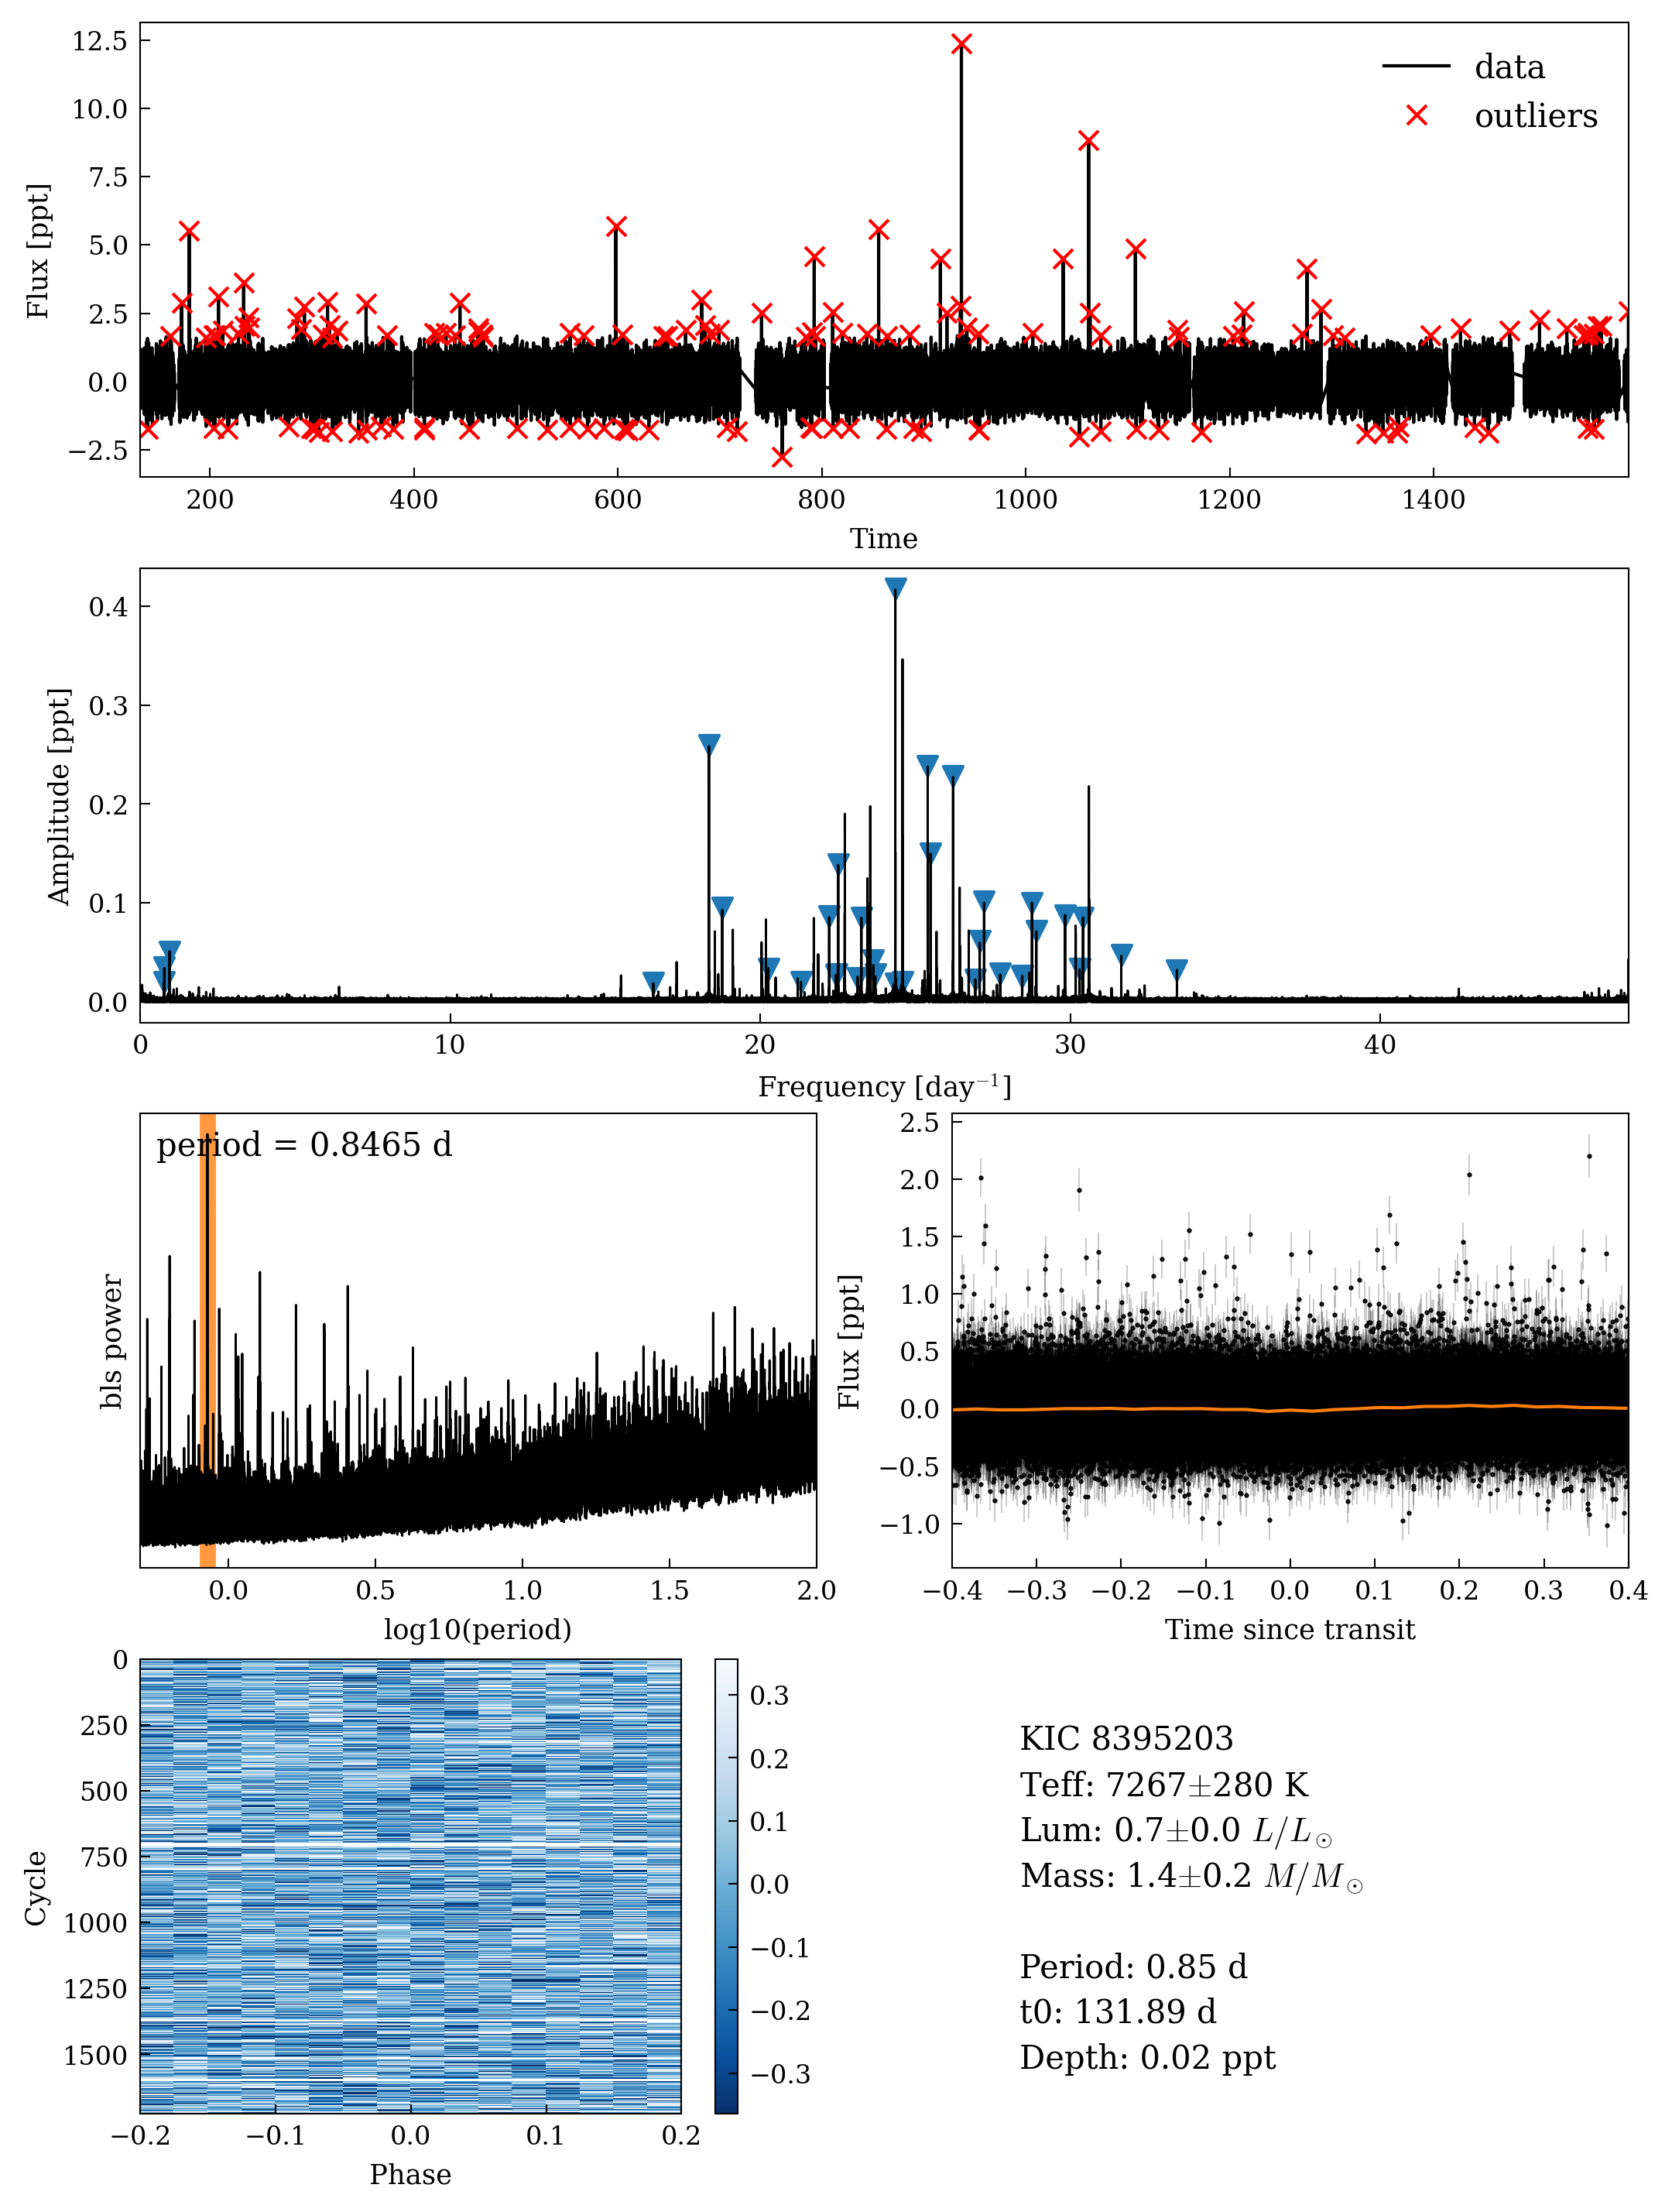 12.5
10.0
7.5
5.0
2.5
0.0
−2.5
Flux [ppt]
data
outliers
200 400 600 800 1000 1200 1400
Time
0.4
0.3
0.2
0.1
0.0
Amplitude [ppt]
0 10 20 30 40
Frequency [day⁻¹]
period = 0.8465 d
bls power
0.0 0.5 1.0 1.5 2.0
log10(period)
2.5
2.0
1.5
1.0
0.5
0.0
−0.5
−1.0
Flux [ppt]
−0.4 −0.3 −0.2 −0.1 0.0 0.1 0.2 0.3 0.4
Time since transit
0
250
500
750
1000
1250
1500
Cycle
−0.2 −0.1 0.0 0.1 0.2
Phase
0.3
0.2
0.1
0.0
−0.1
−0.2
−0.3
KIC 8395203
Teff: 7267±280 K
Lum: 0.7±0.0 L/L⊙
Mass: 1.4±0.2 M/M⊙
Period: 0.85 d
t0: 131.89 d
Depth: 0.02 ppt